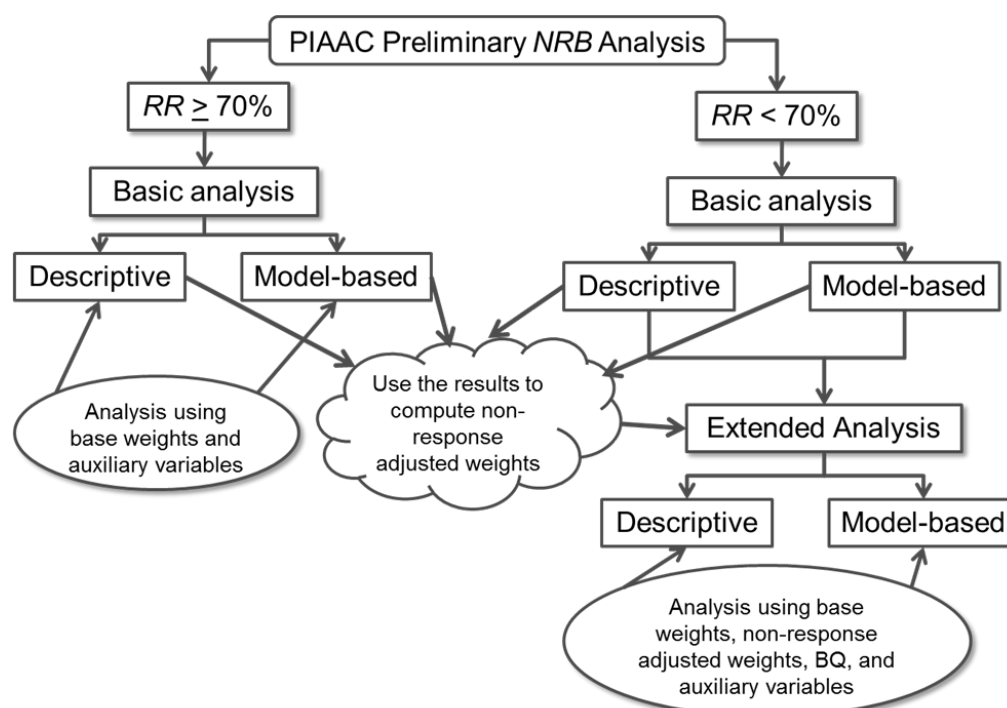 PIAAC Preliminary NRB Analysis
RR ≥ 70%
RR < 70%
Basic analysis
Basic analysis
Descriptive
Model-based
Descriptive
Model-based
Analysis using
base weights and
auxiliary variables
Use the results to
compute non-
response
adjusted weights
Extended Analysis
Descriptive
Model-based
Analysis using base
weights, non-response
adjusted weights, BQ, and
auxiliary variables